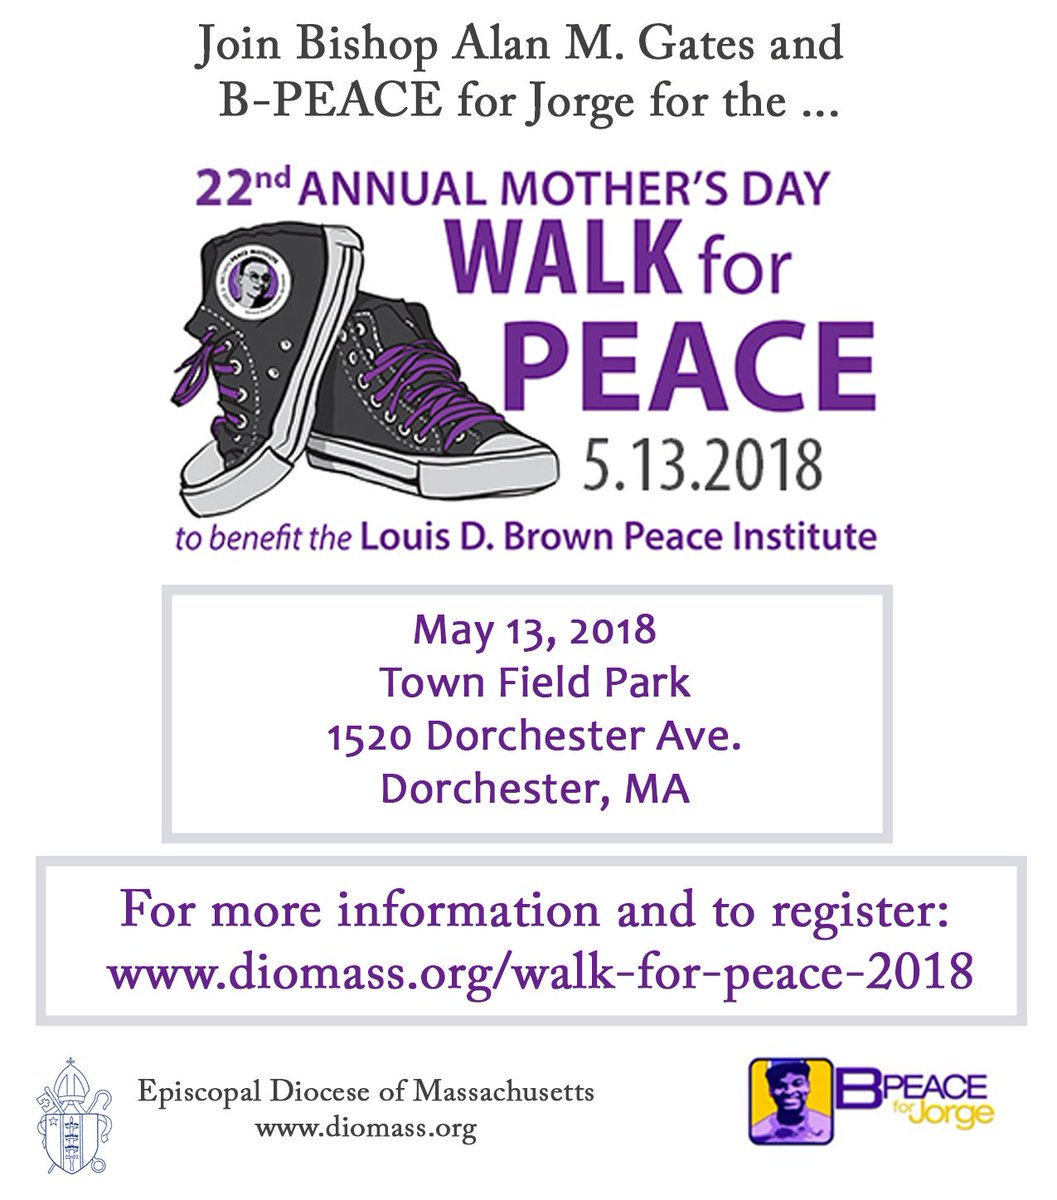 Join Bishop Alan M. Gates and
B-PEACE for Jorge for the ...
22nd ANNUAL MOTHER'S DAY
WALK for
PEACE
5.13.2018
to benefit the Louis D. Brown Peace Institute
May 13, 2018
Town Field Park
1520 Dorchester Ave.
Dorchester, MA
For more information and to register:
www.diomass.org/walk-for-peace-2018
Episcopal Diocese of Massachusetts
www.diomass.org
BPEACE
for Jorge